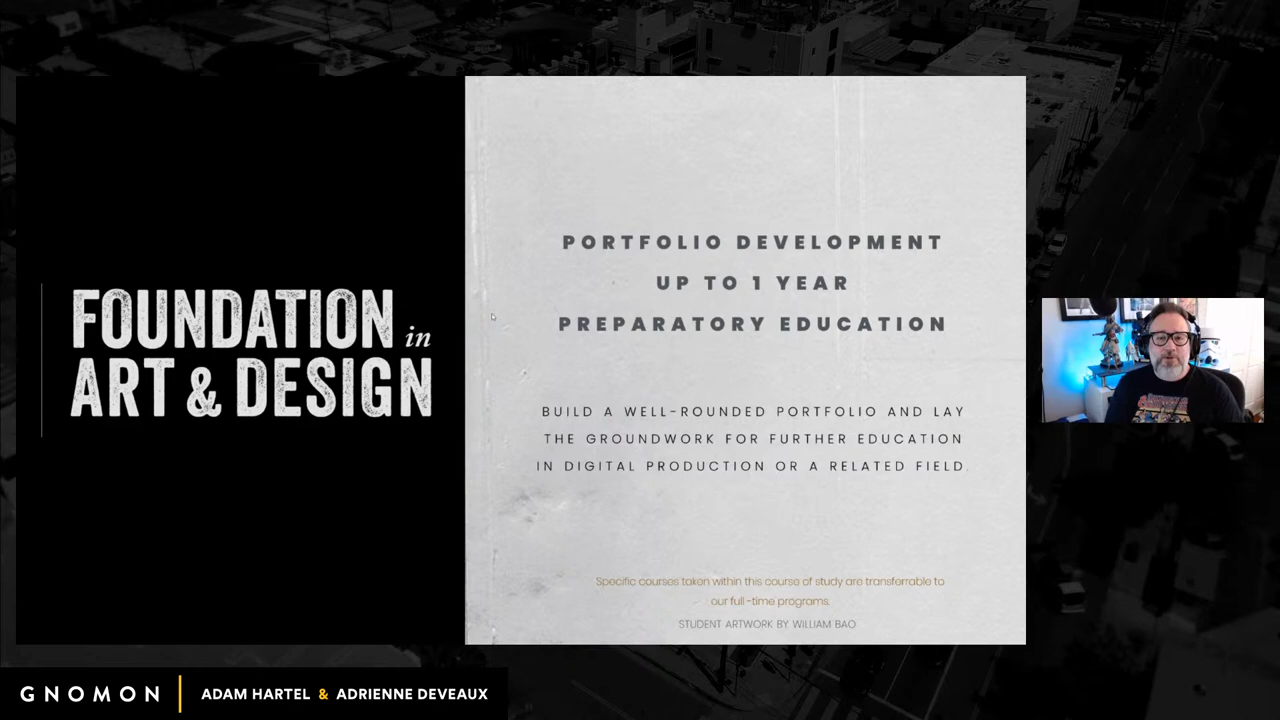 FOUNDATION in
ART & DESIGN
PORTFOLIO DEVELOPMENT
UP TO 1 YEAR
PREPARATORY EDUCATION
BUILD A WELL-ROUNDED PORTFOLIO AND LAY
THE GROUNDWORK FOR FURTHER EDUCATION
IN DIGITAL PRODUCTION OR A RELATED FIELD.
Specific courses taken within this course of study are transferrable to
our full -time programs.
STUDENT ARTWORK BY WILLIAM BAO
GNOMON
ADAM HARTEL & ADRIENNE DEVEAUX